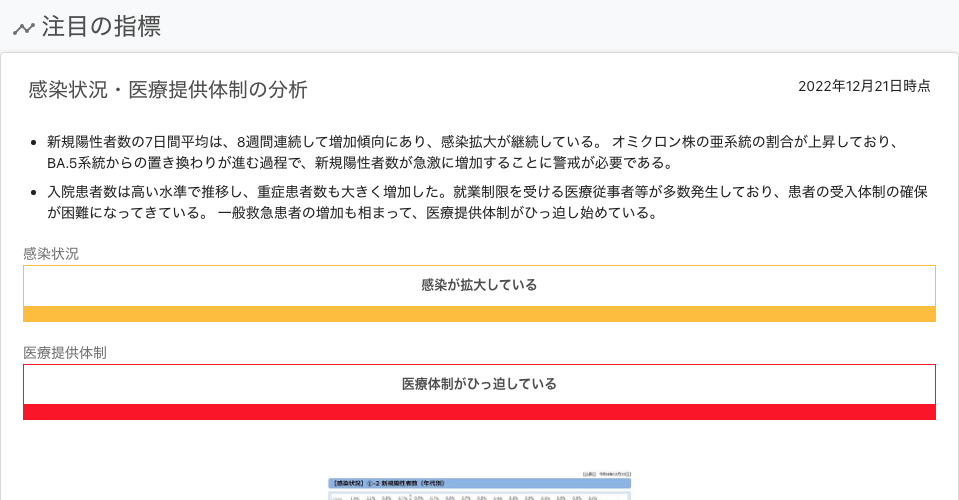 注目の指標
感染状況・医療提供体制の分析
2022年12月21日時点
• 新規陽性者数の7日間平均は、8週間連続して増加傾向にあり、感染拡大が継続している。 オミクロン株の亜系統の割合が上昇しており、
BA.5系統からの置き換わりが進む過程で、新規陽性者数が急激に増加することに警戒が必要である。
• 入院患者数は高い水準で推移し、重症患者数も大きく増加した。就業制限を受ける医療従事者等が多数発生しており、患者の受入体制の確保
が困難になってきている。 一般救急患者の増加も相まって、医療提供体制がひっ迫し始めている。
感染状況
感染が拡大している
医療提供体制
医療体制がひっ迫している
【感染状況】①-2 新規陽性者数（年代別）